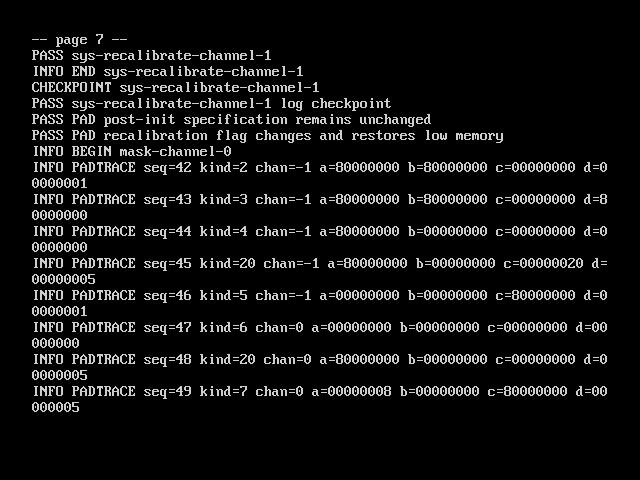 -- page 7 --
PASS sys-recalibrate-channel-1
INFO END sys-recalibrate-channel-1
CHECKPOINT sys-recalibrate-channel-1
PASS sys-recalibrate-channel-1 log checkpoint
PASS PAD post-init specification remains unchanged
PASS PAD recalibration flag changes and restores low memory
INFO BEGIN mask-channel-0
INFO PADTRACE seq=42 kind=2 chan=-1 a=80000000 b=80000000 c=00000000 d=0
0000001
INFO PADTRACE seq=43 kind=3 chan=-1 a=80000000 b=80000000 c=00000000 d=8
0000000
INFO PADTRACE seq=44 kind=4 chan=-1 a=80000000 b=00000000 c=00000000 d=0
0000000
INFO PADTRACE seq=45 kind=20 chan=-1 a=80000000 b=00000000 c=00000020 d=
00000005
INFO PADTRACE seq=46 kind=5 chan=-1 a=00000000 b=00000000 c=80000000 d=0
0000001
INFO PADTRACE seq=47 kind=6 chan=0 a=00000000 b=00000000 c=00000000 d=00
000000
INFO PADTRACE seq=48 kind=20 chan=0 a=80000000 b=00000000 c=00000000 d=0
0000005
INFO PADTRACE seq=49 kind=7 chan=0 a=00000008 b=00000000 c=80000000 d=00
000005